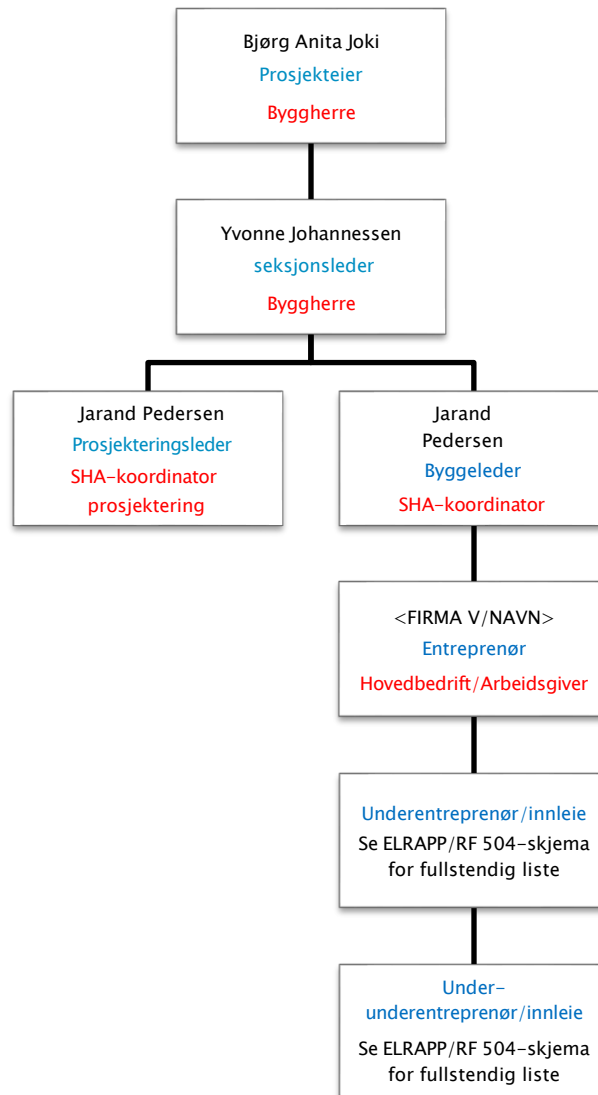 Bjørg Anita Joki
Prosjekteier
Byggherre
Yvonne Johannessen
seksjonsleder
Byggherre
Jarand Pedersen
Prosjekteringsleder
SHA-koordinator
prosjektering
Jarand
Pedersen
Byggeleder
SHA-koordinator
<FIRMA V/NAVN>
Entreprenør
Hovedbedrift/Arbeidsgiver
Underentreprenør/innleie
Se ELRAPP/RF 504-skjema
for fullstendig liste
Under-
underentreprenør/innleie
Se ELRAPP/RF 504-skjema
for fullstendig liste